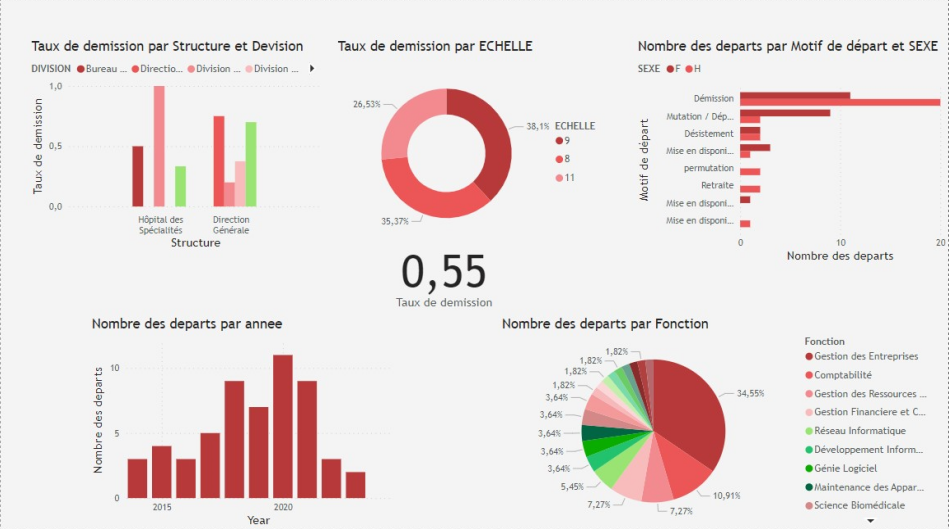 Taux de demission par Structure et Devision
DIVISION Bureau ... Directio... Division ... Division ...
1,0
0,5
0,0
Taux de demission
Hôpital des
Spécialités
Direction
Générale
Structure
Taux de demission par ECHELLE
26,53%
38,1%
35,37%
ECHELLE
9
8
11
0,55
Taux de demission
Nombre des departs par Motif de départ et SEXE
SEXE F H
Motif de départ
Démission
Mutation / Dép...
Désistement
Mise en disponi...
permutation
Retraite
Mise en disponi...
Mise en disponi...
0 10 20
Nombre des departs
Nombre des departs par annee
Nombre des departs
10
5
0
2015 2020
Year
Nombre des departs par Fonction
1,82%
1,82%
1,82%
1,82%
3,64%
3,64%
3,64%
3,64%
3,64%
5,45%
7,27%
7,27%
10,91%
34,55%
Fonction
Gestion des Entreprises
Comptabilité
Gestion des Ressources ...
Gestion Financiere et C...
Réseau Informatique
Développement Inform...
Génie Logiciel
Maintenance des Appar...
Science Biomédicale